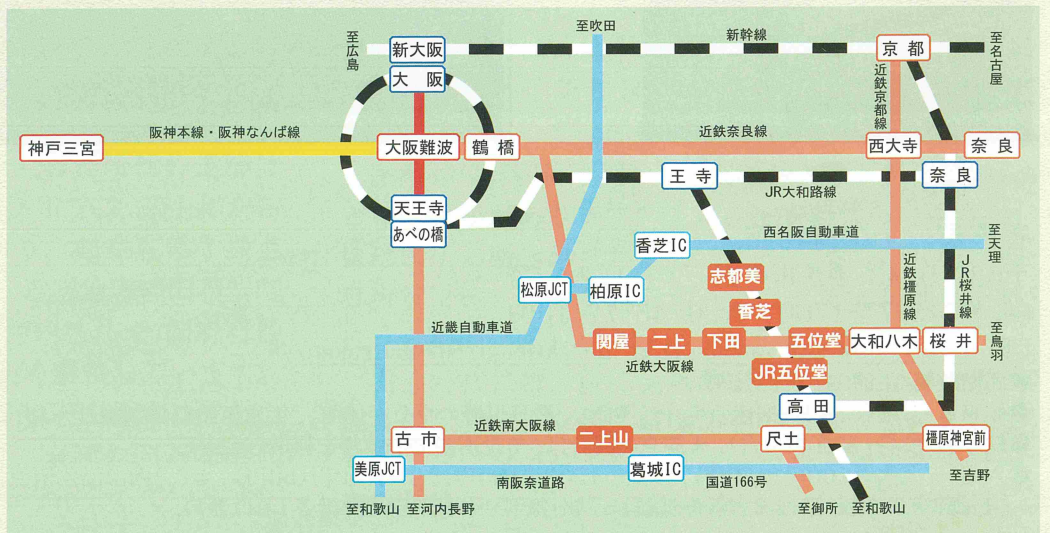 至吹田
至広島
新大阪
新幹線
京都
至名古屋
大阪
近鉄京都線
阪神本線・阪神なんば線
近鉄奈良線
神戸三宮
大阪難波
鶴橋
西大寺
奈良
王寺
奈良
JR大和路線
天王寺
あべの橋
西名阪自動車道
至天理
香芝IC
志都美
近鉄橿原線
JR桜井線
松原JCT
柏原IC
香芝
近畿自動車道
関屋
二上
下田
五位堂
大和八木
桜井
至鳥羽
近鉄大阪線
JR五位堂
高田
古市
近鉄南大阪線
二上山
尺土
橿原神宮前
美原JCT
南阪奈道路
葛城IC
国道166号
至吉野
至和歌山
至河内長野
至御所
至和歌山